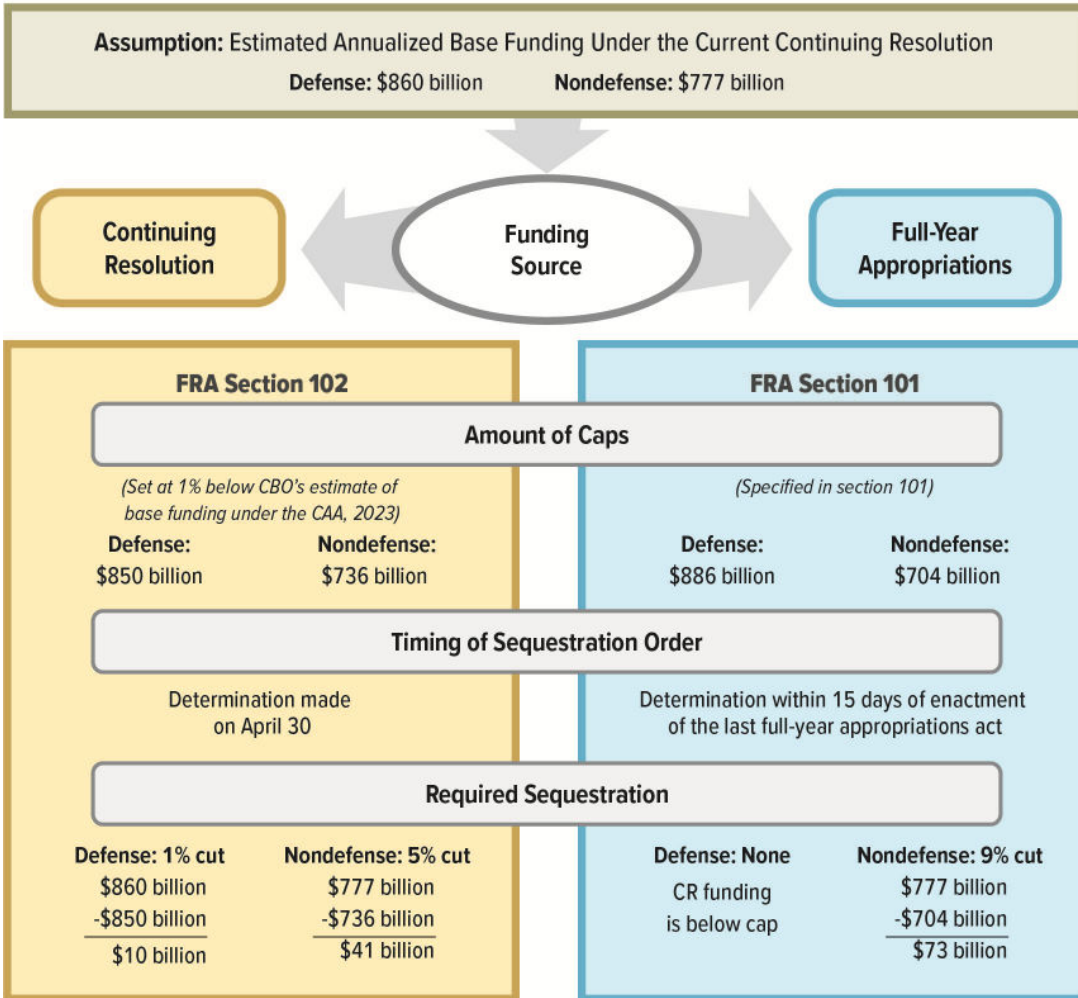 Assumption: Estimated Annualized Base Funding Under the Current Continuing Resolution
Defense: $860 billion Nondefense: $777 billion
Continuing
Resolution
Funding
Source
Full-Year
Appropriations
FRA Section 102
FRA Section 101
Amount of Caps
(Set at 1% below CBO's estimate of
base funding under the CAA, 2023)
Defense: Nondefense:
$850 billion $736 billion
(Specified in section 101)
Defense: Nondefense:
$886 billion $704 billion
Timing of Sequestration Order
Determination made
on April 30
Determination within 15 days of enactment
of the last full-year appropriations act
Required Sequestration
Defense: 1% cut
$860 billion
-$850 billion
$10 billion
Nondefense: 5% cut
$777 billion
-$736 billion
$41 billion
Defense: None
CR funding
is below cap
Nondefense: 9% cut
$777 billion
-$704 billion
$73 billion